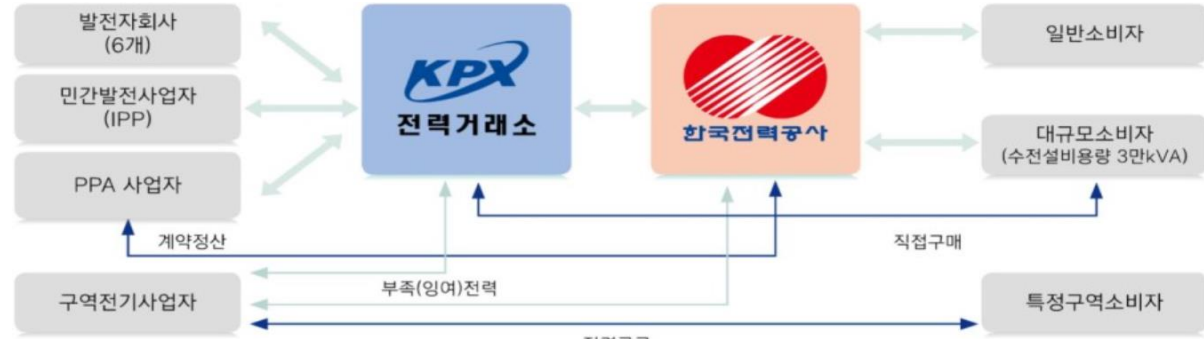 발전자회사
(6개)
민간발전사업자
(IPP)
PPA 사업자
구역전기사업자
KPX
전력거래소
한국전력공사
일반소비자
대규모소비자
(수전설비용량 3만kVA)
특정구역소비자
계약정산
직접구매
부족(잉여)전력